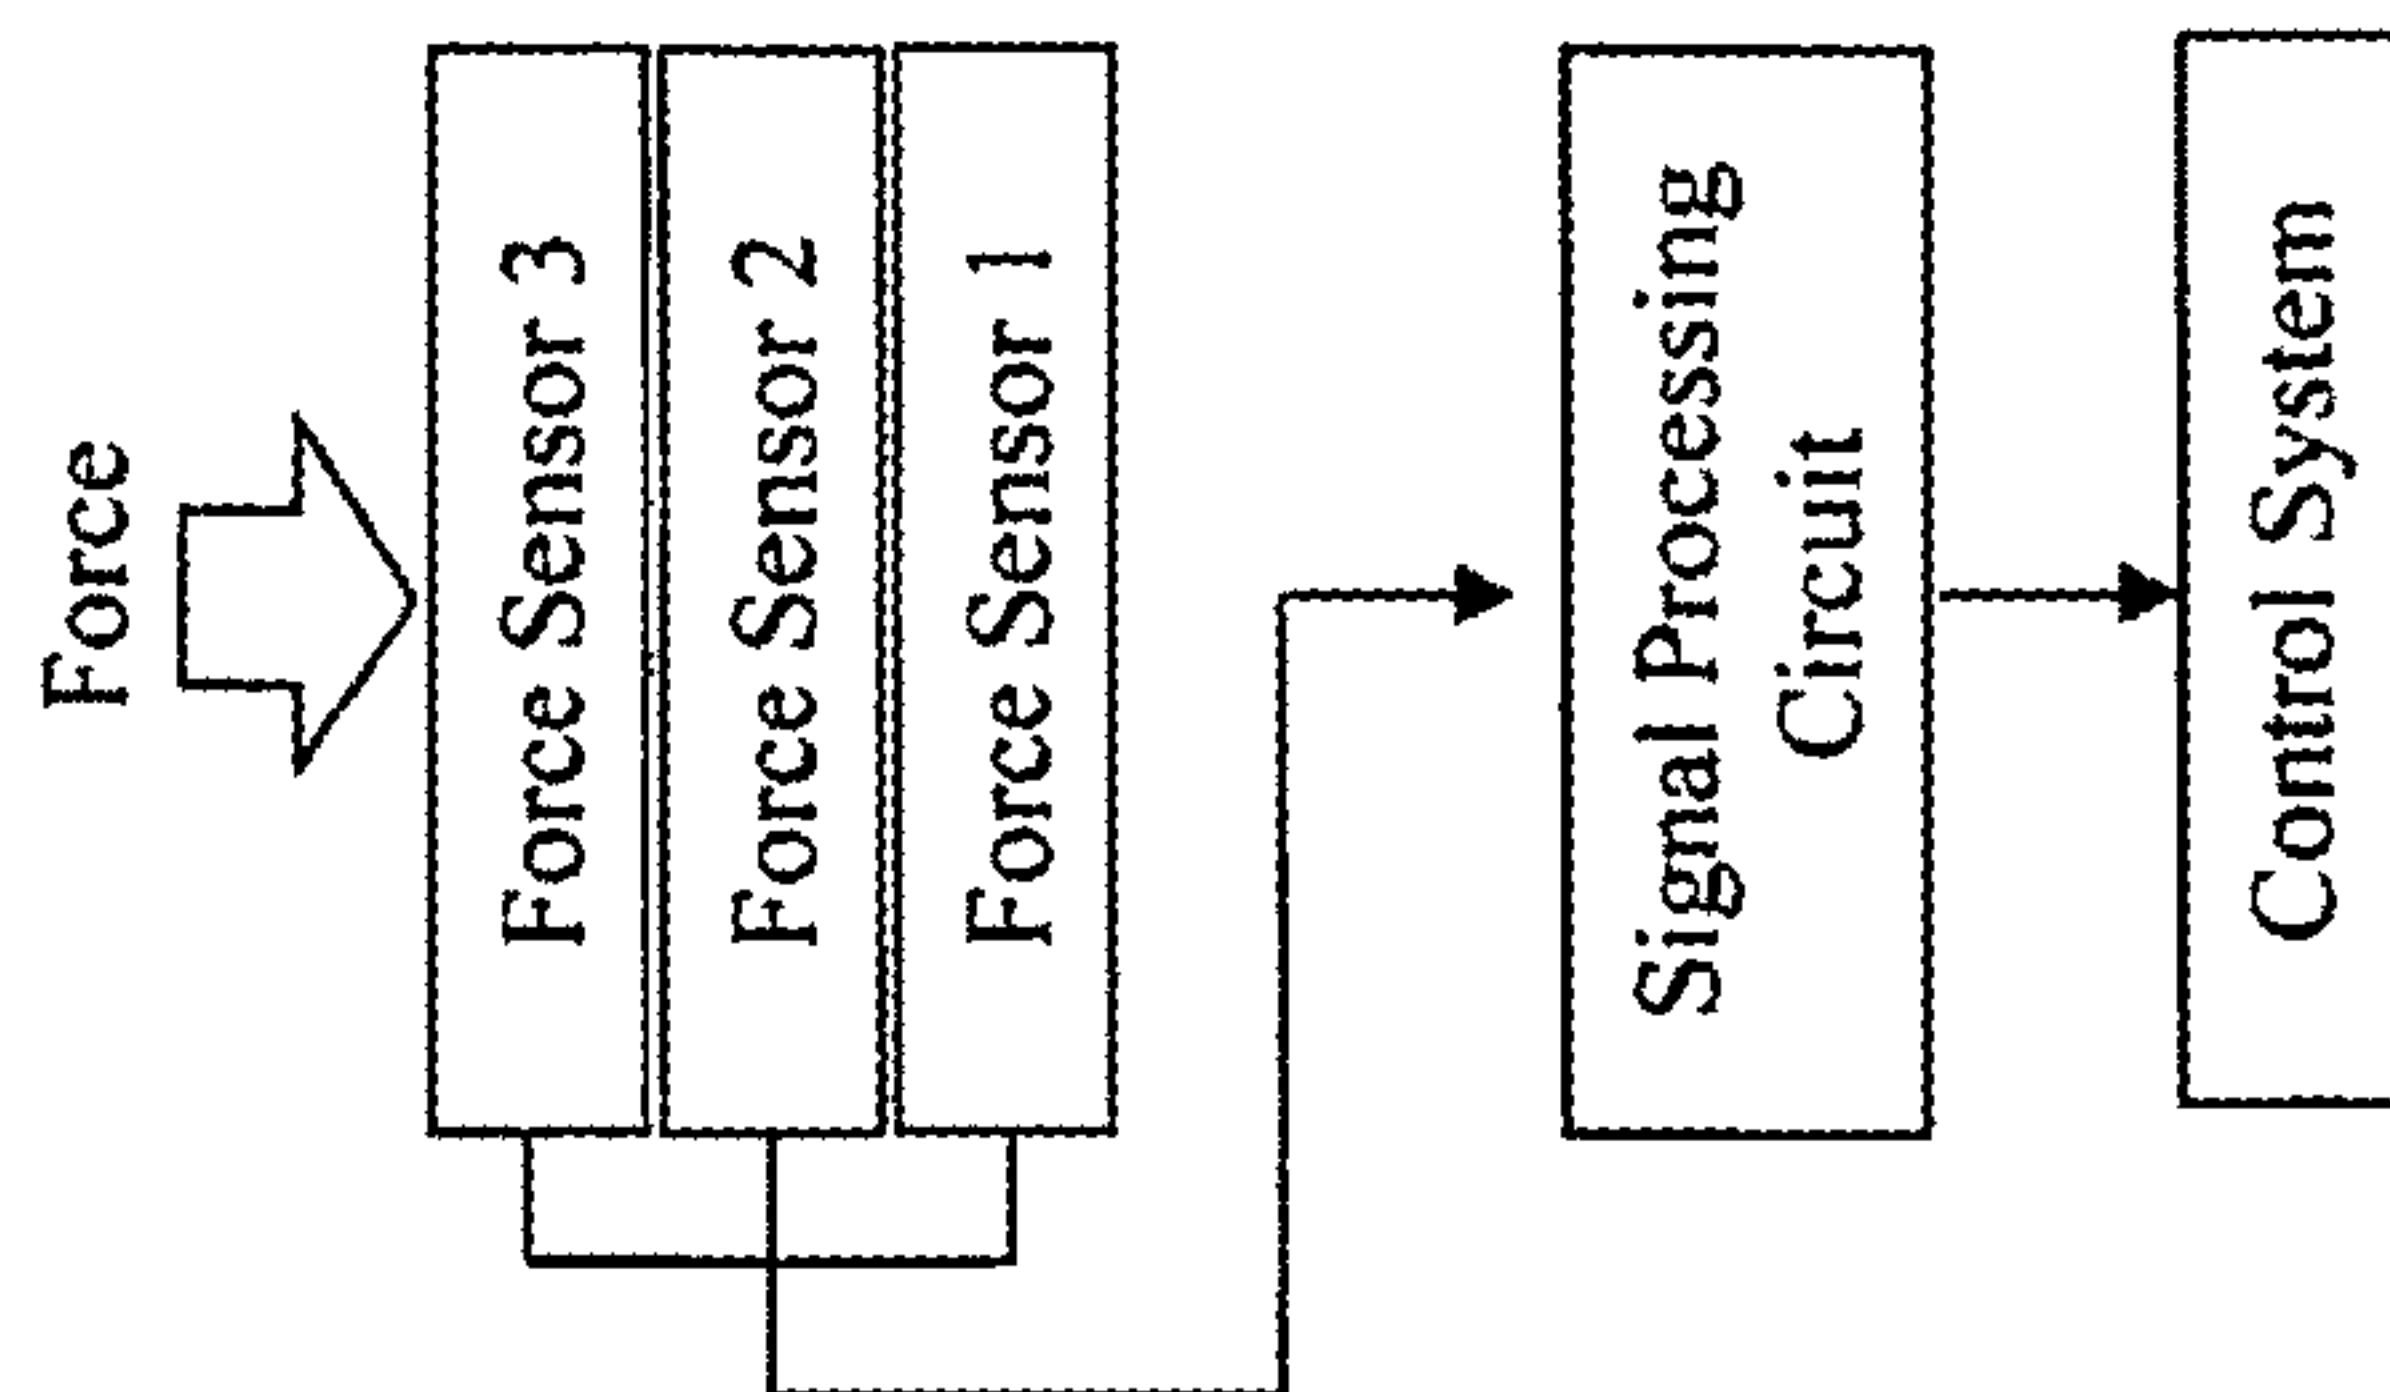 Force
Force Sensor 3
Force Sensor 2
Force Sensor 1
Signal Processing
Circuit
Control System